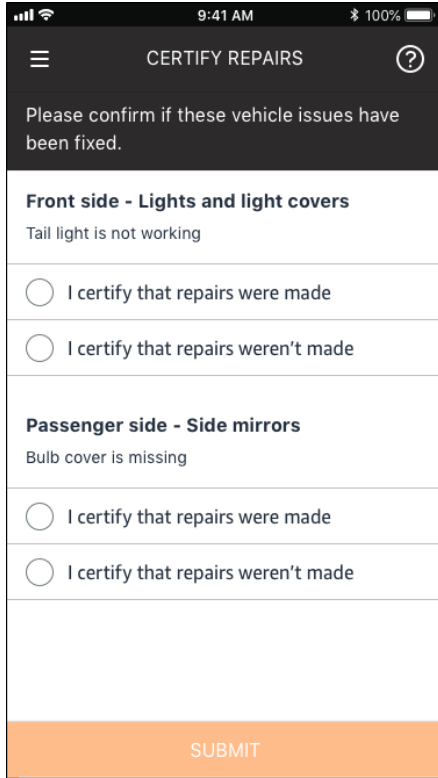 9:41 AM
100%
CERTIFY REPAIRS
?
Please confirm if these vehicle issues have
been fixed.
Front side - Lights and light covers
Tail light is not working
I certify that repairs were made
I certify that repairs weren’t made
Passenger side - Side mirrors
Bulb cover is missing
I certify that repairs were made
I certify that repairs weren’t made
SUBMIT